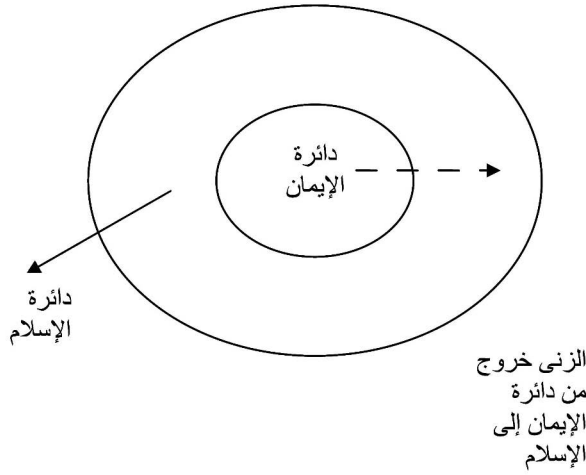 دائرة
الإيمان
دائرة
الإسلام
الزنى خروج
من دائرة
الإيمان إلى
الإسلام